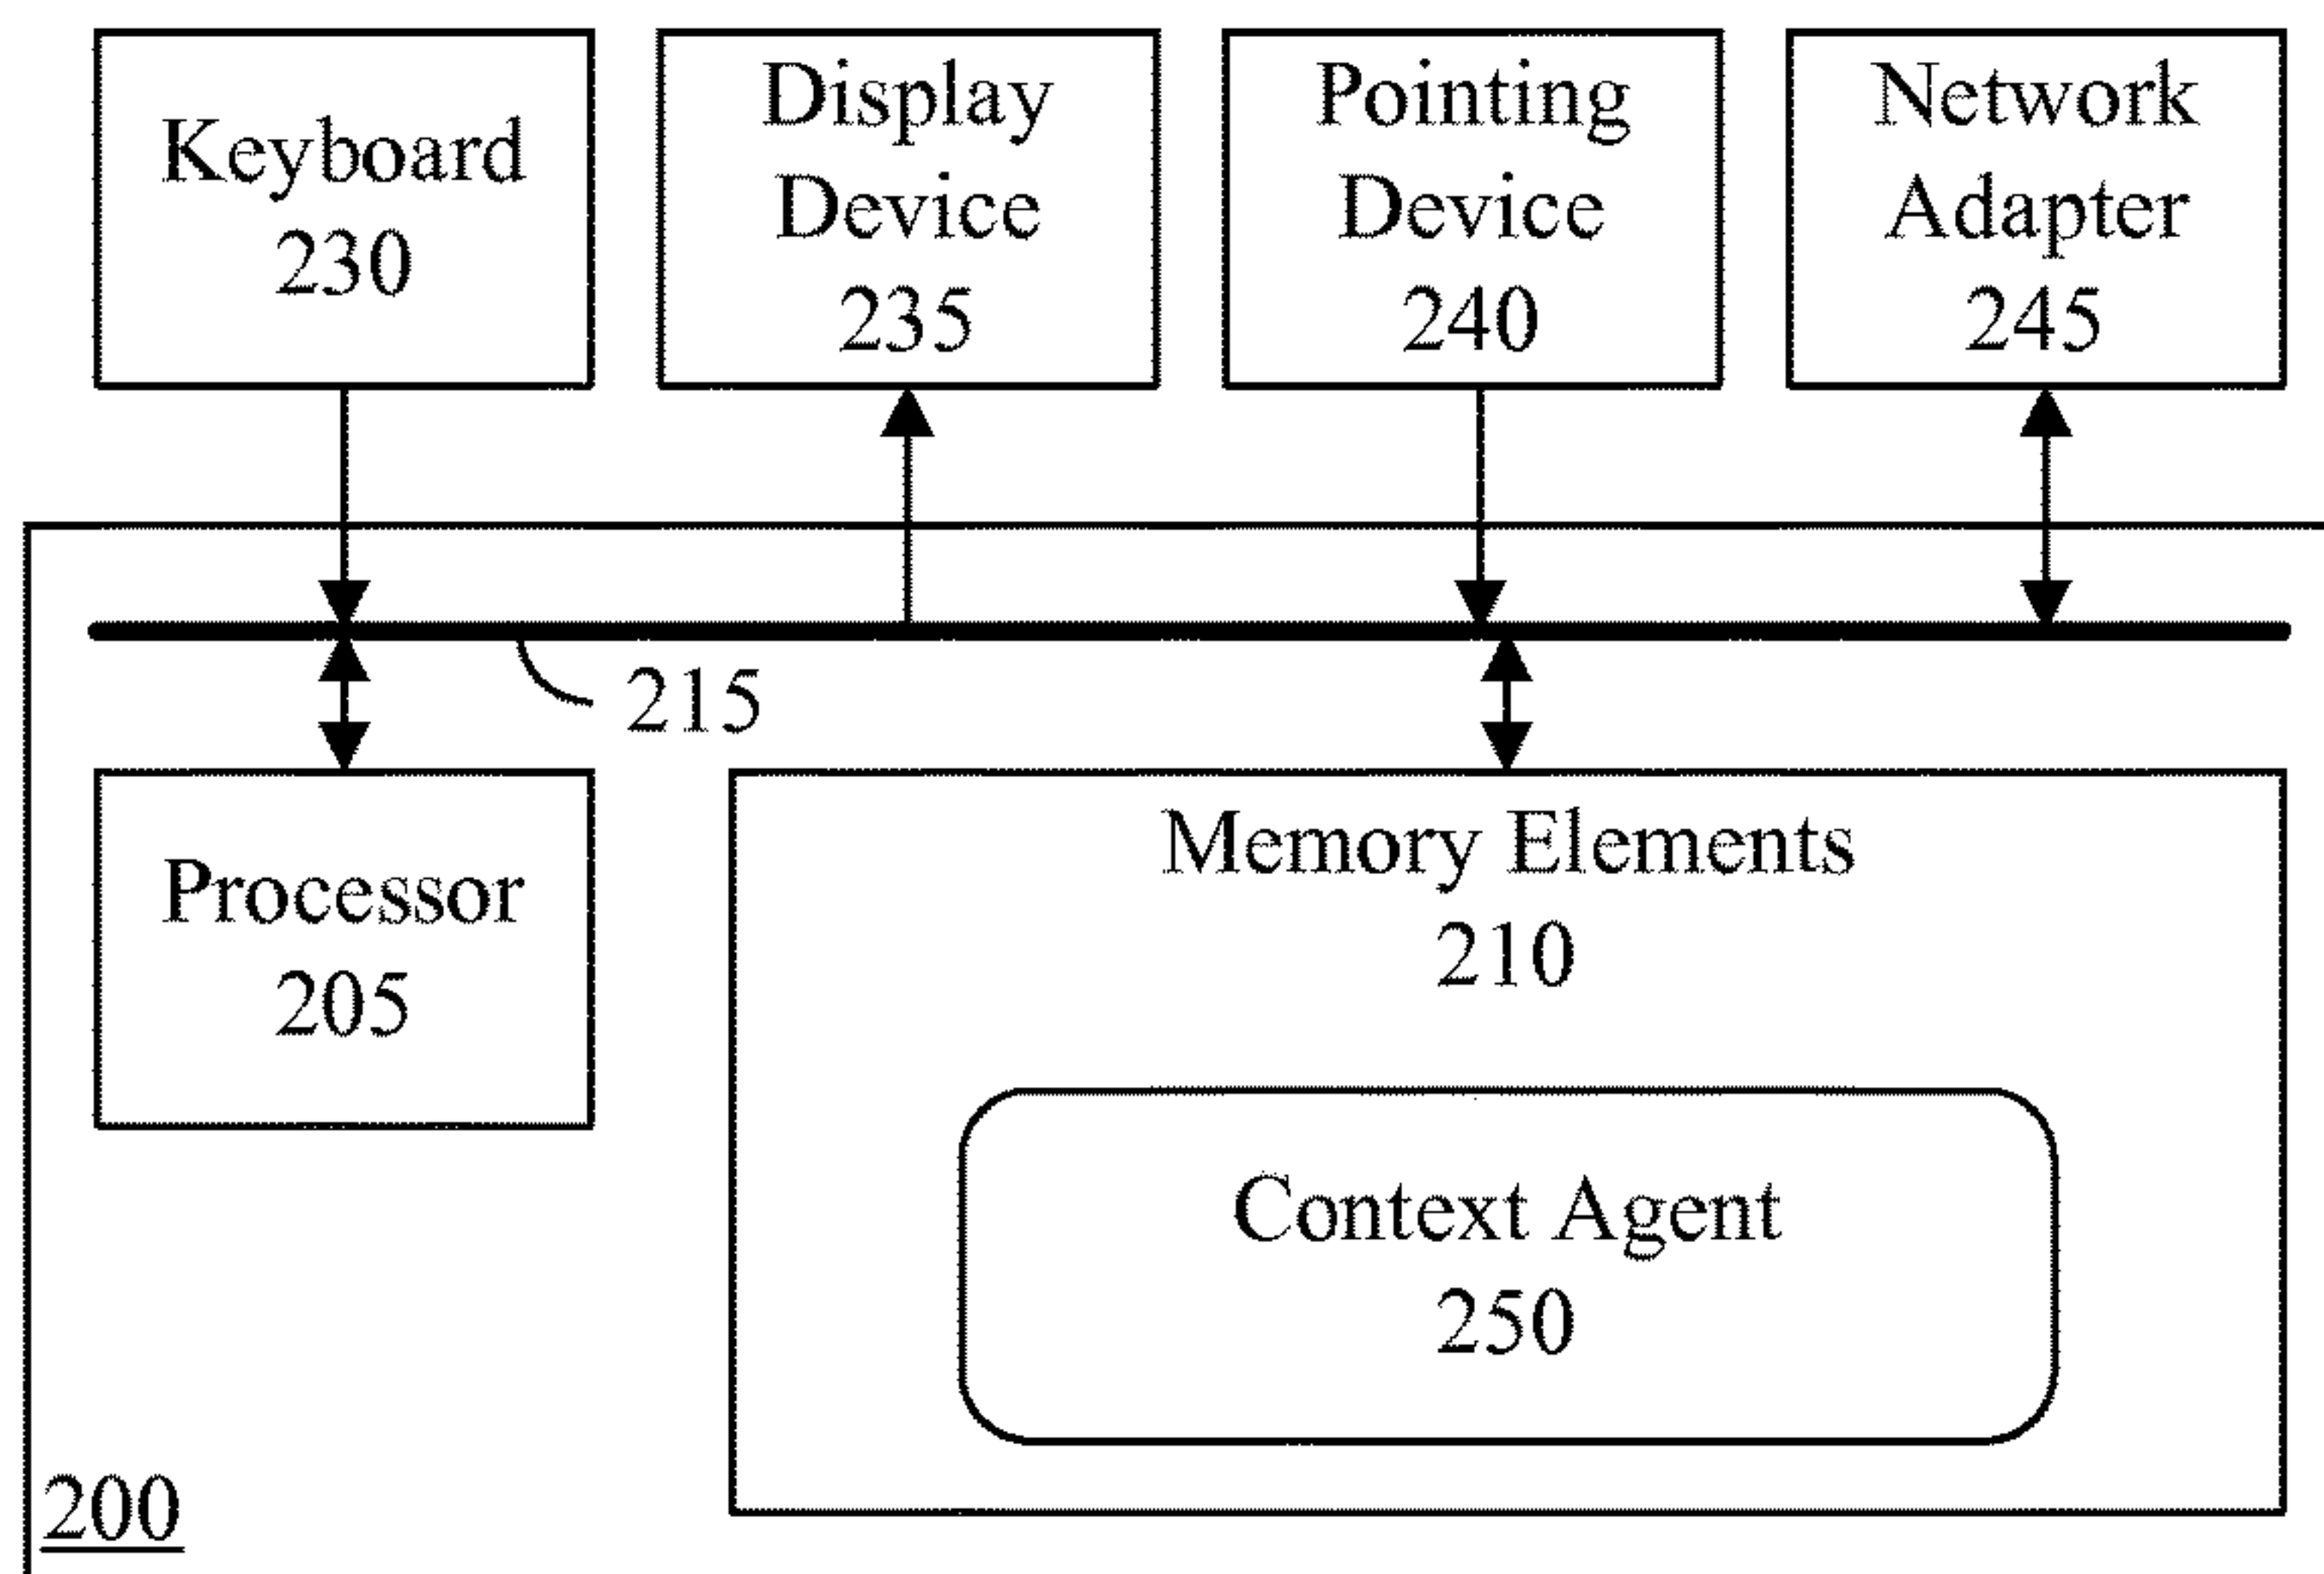 Keyboard
230
Display
Device
235
Pointing
Device
240
Network
Adapter
245
215
Processor
205
Memory Elements
210
Context Agent
250
200